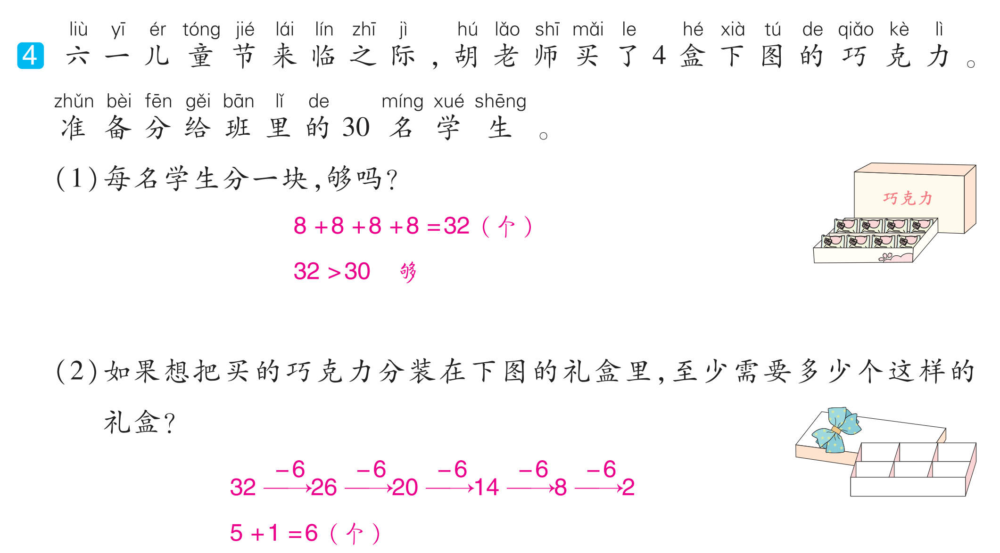 liù yī ér tóng jié lái lín zhī jì hú lǎo shī mǎi le hé xià tú de qiǎo kè lì
4 六一儿童节来临之际,胡老师买了4盒下图的巧克力。
zhǔn bèi fēn gěi bān lǐ de míng xué shēng
准备分给班里的30名学生。
(1)每名学生分一块,够吗?
巧克力
8+8+8+8=32(个)
32>30 够
(2)如果想把买的巧克力分装在下图的礼盒里,至少需要多少个这样的
礼盒?
-6 -6 -6 -6 -6
32→26→20→14→8→2
5+1=6(个)